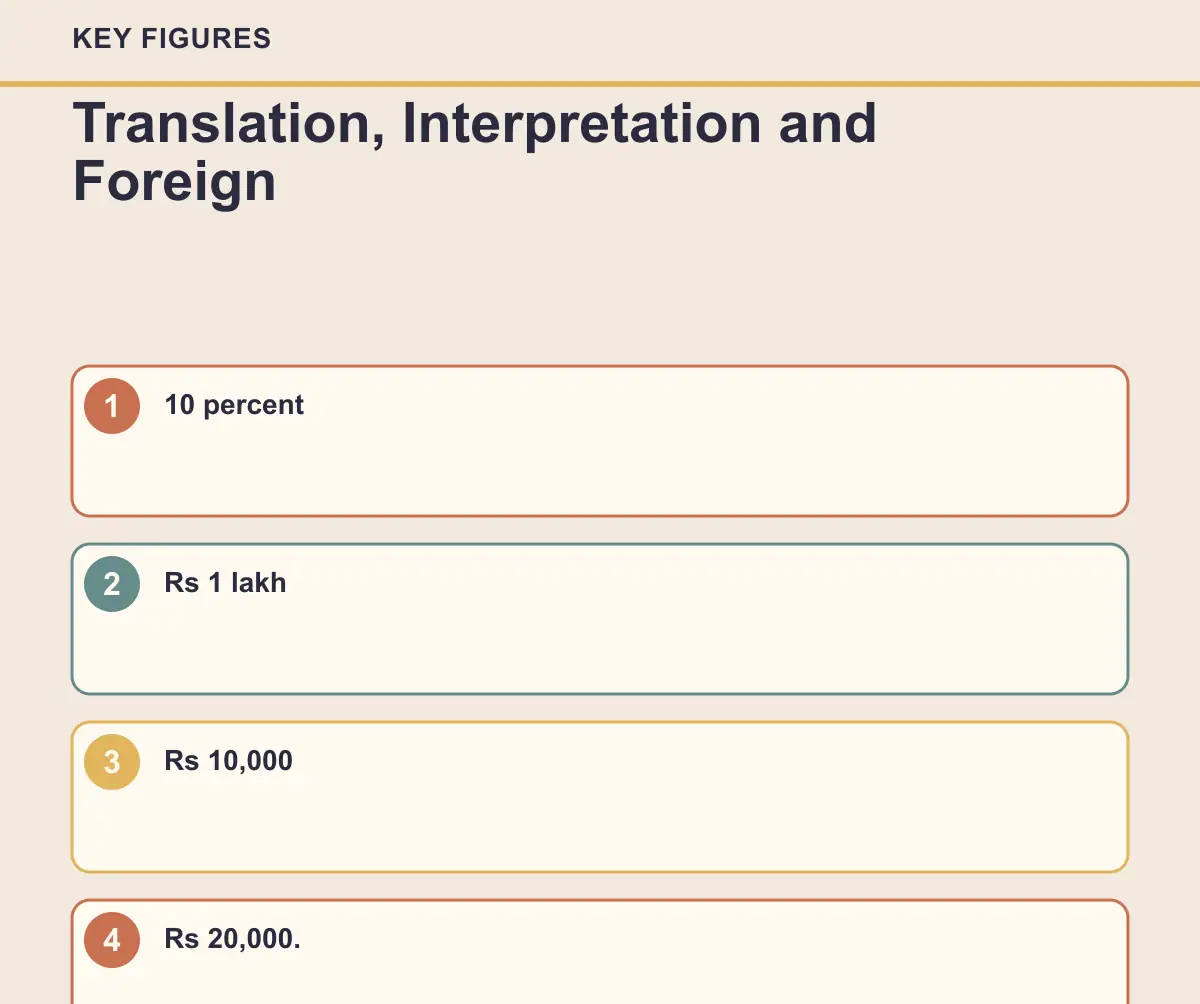 KEY FIGURES
Translation, Interpretation and
Foreign
1 10 percent
2 Rs 1 lakh
3 Rs 10,000
4 Rs 20,000.